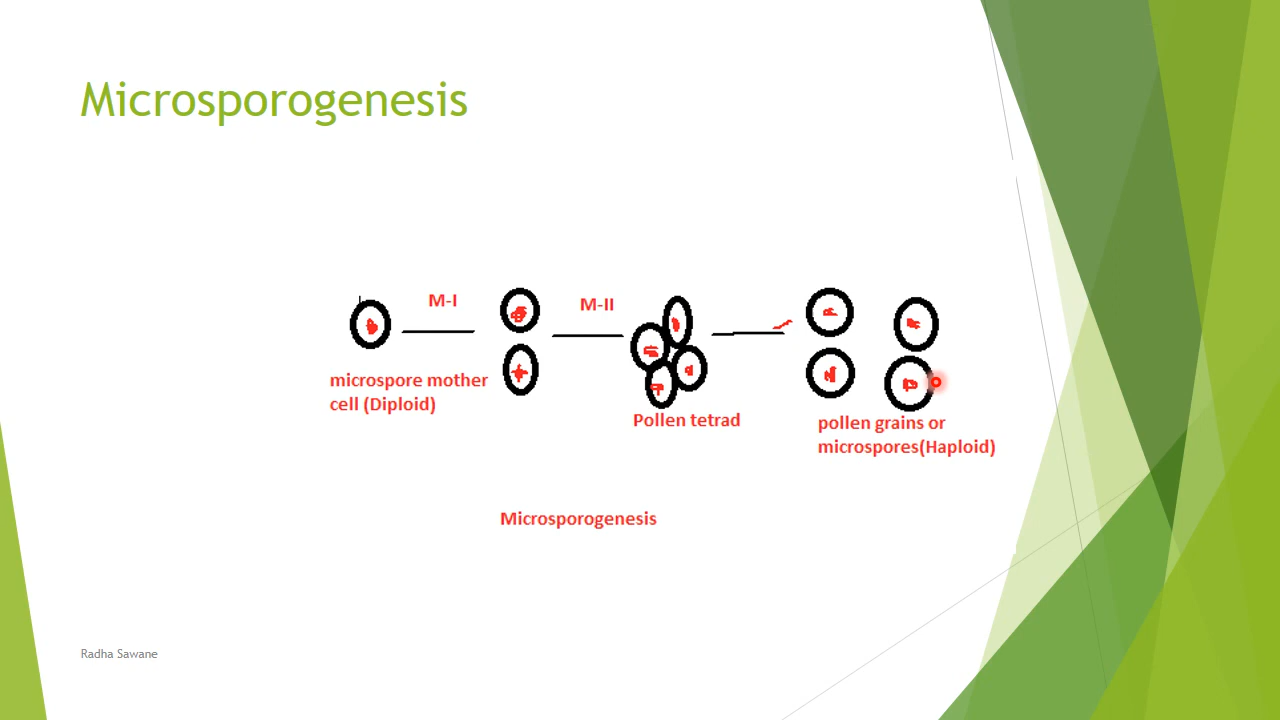 Microsporogenesis
M-I
M-II
microspore mother
cell (Diploid)
Pollen tetrad
pollen grains or
microspores(Haploid)
Microsporogenesis
Radha Sawane